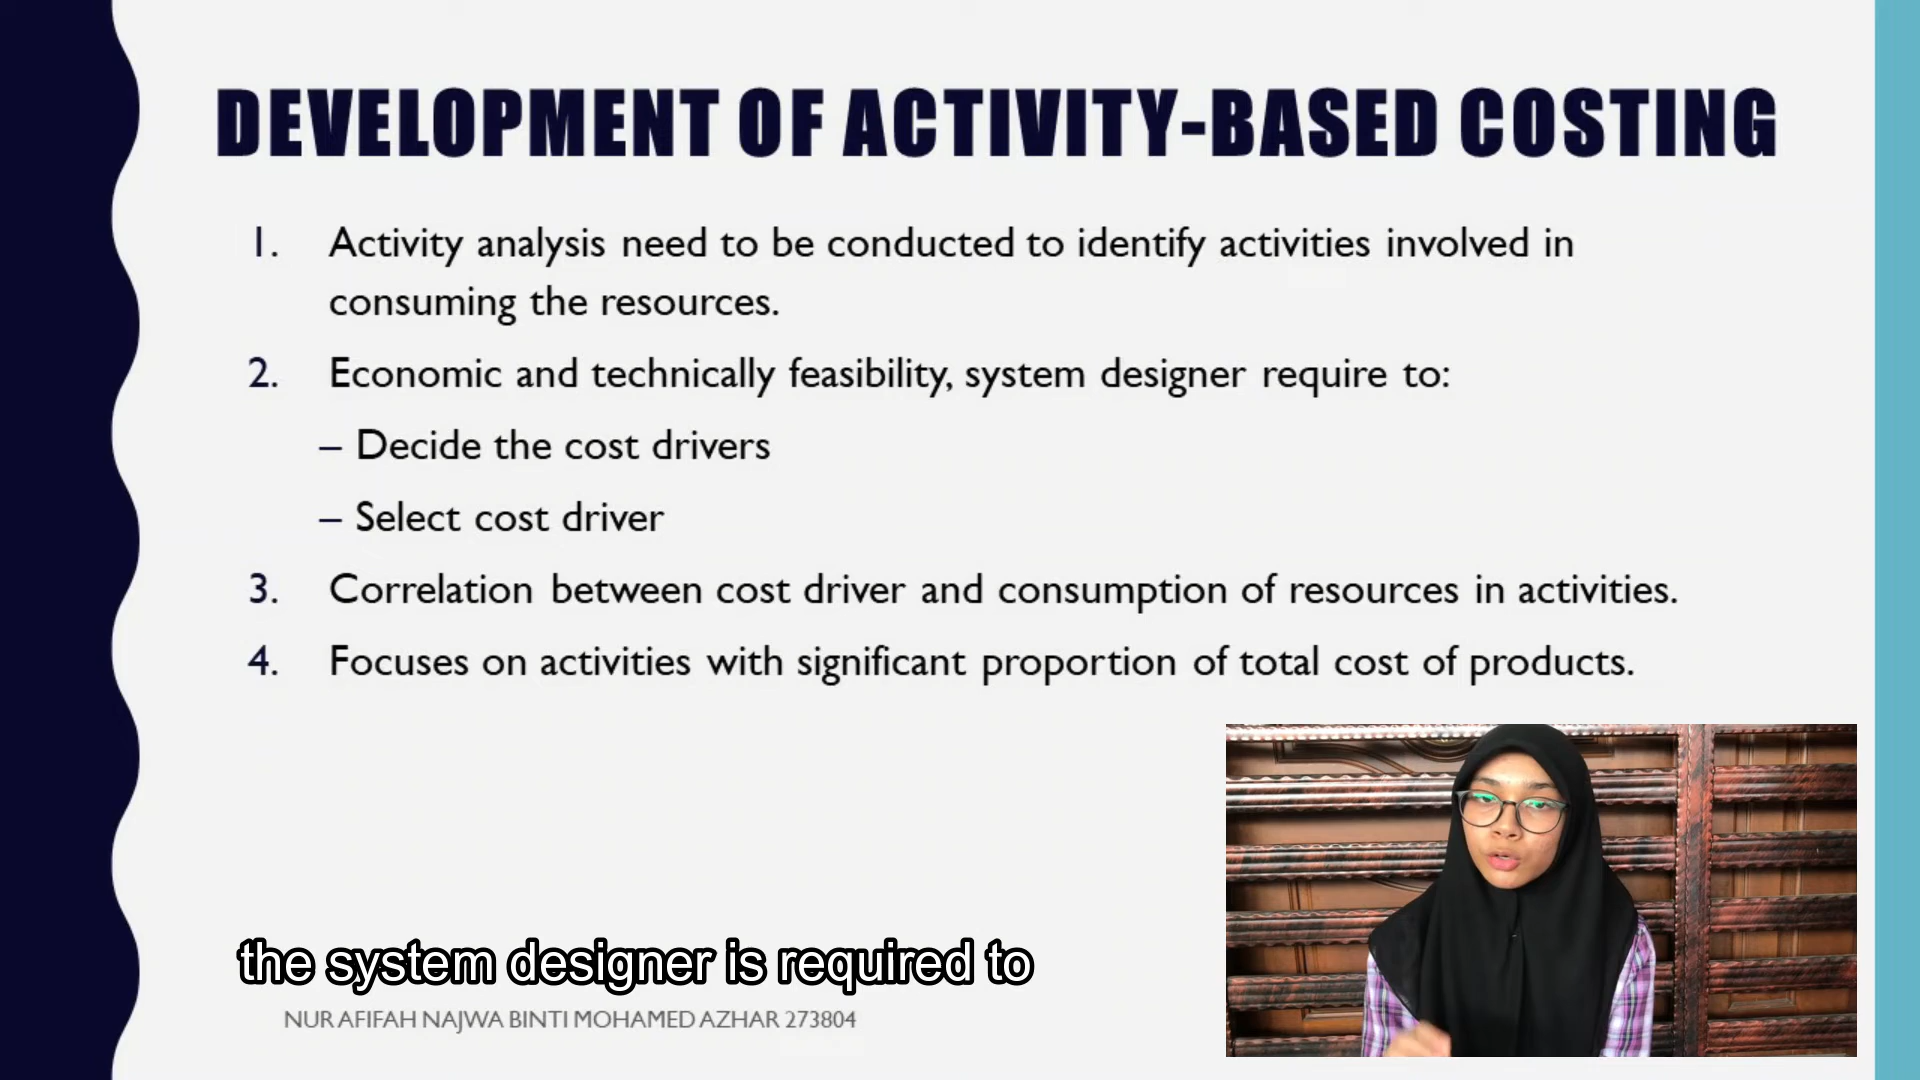 DEVELOPMENT OF ACTIVITY-BASED COSTING
1. Activity analysis need to be conducted to identify activities involved in
consuming the resources.
2. Economic and technically feasibility, system designer require to:
– Decide the cost drivers
– Select cost driver
3. Correlation between cost driver and consumption of resources in activities.
4. Focuses on activities with significant proportion of total cost of products.
the system designer is required to
NUR AFIFAH NAJWA BINTI MOHAMED AZHAR 273804